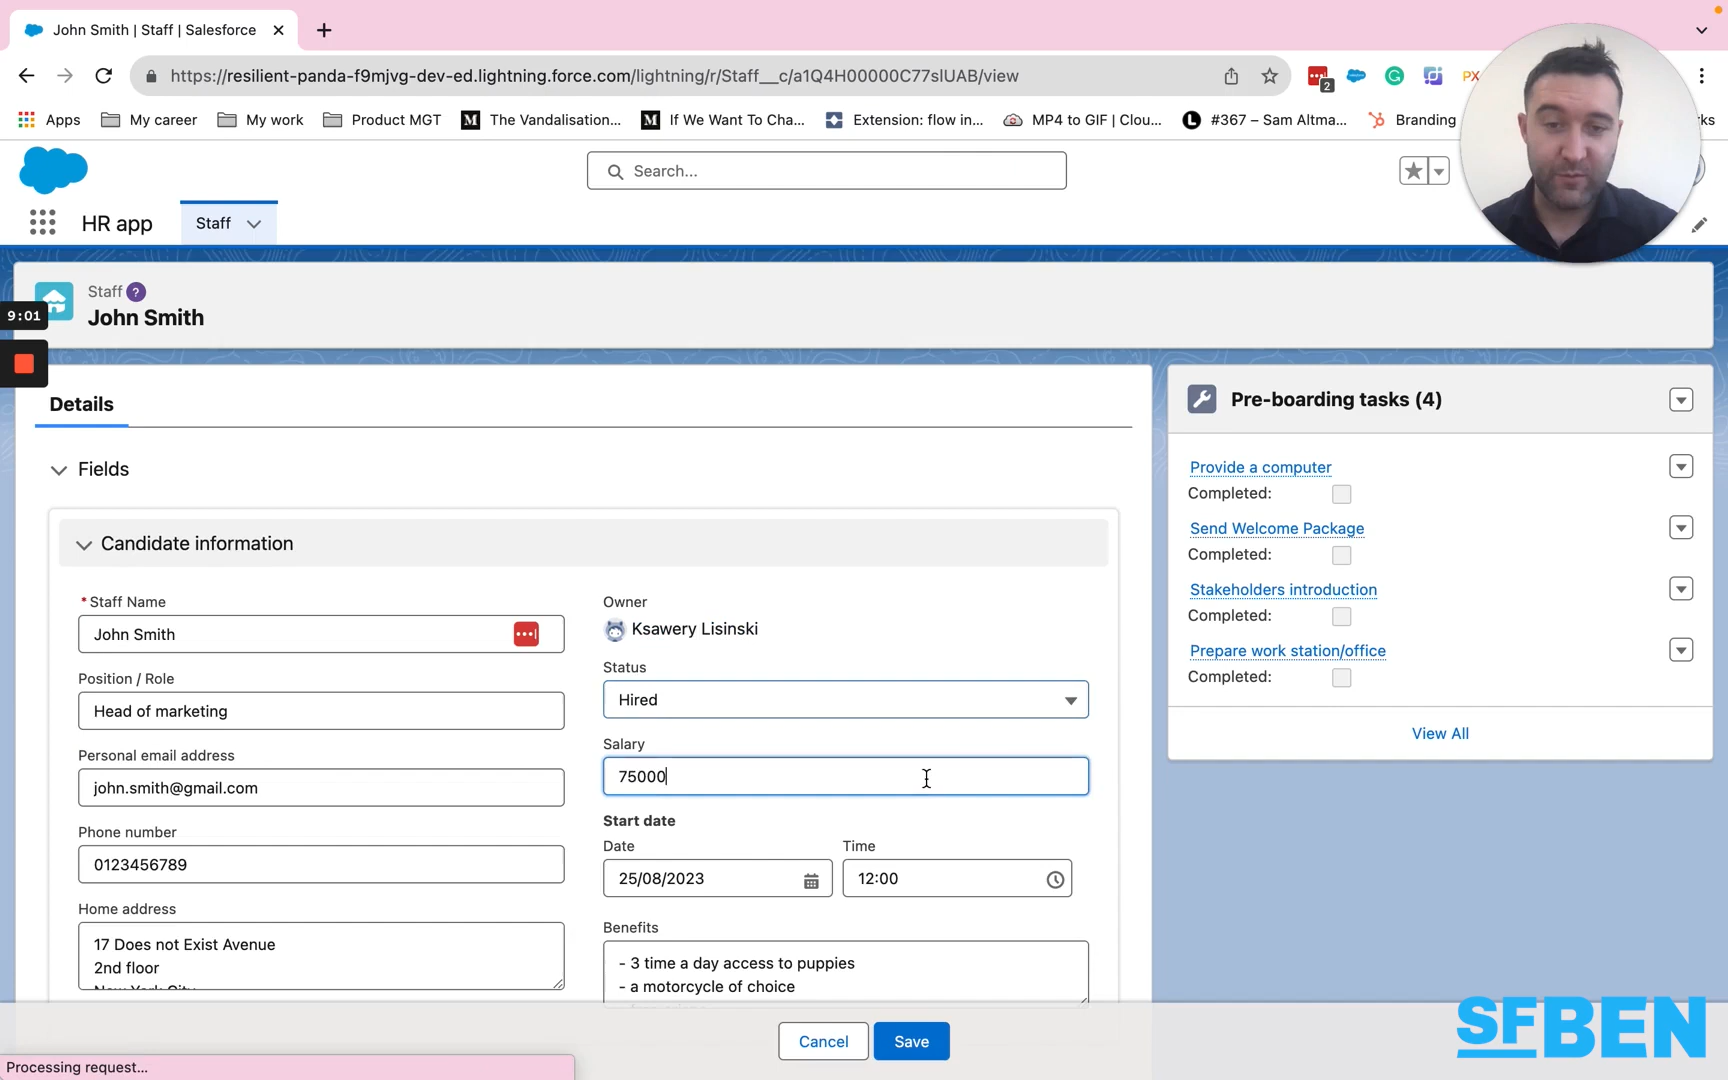 John Smith | Staff | Salesforce
https://resilient-panda-f9mjvg-dev-ed.lightning.force.com/lightning/r/Staff__c/a1Q4H00000C77slUAB/view
2
PX
Apps
My career
My work
Product MGT
M
The Vandalisation...
M
If We Want To Cha...
Extension: flow in...
MP4 to GIF | Clou...
L
#367 – Sam Altma...
Branding
ks
Search...
HR app
Staff
Staff ?
John Smith
9:01
Details
Fields
Candidate information
* Staff Name
John Smith
Position / Role
Head of marketing
Personal email address
john.smith@gmail.com
Phone number
0123456789
Home address
17 Does not Exist Avenue
2nd floor
New York City
Owner
Ksawery Lisinski
Status
Hired
Salary
75000
Start date
Date
Time
25/08/2023
12:00
Benefits
- 3 time a day access to puppies
- a motorcycle of choice
Pre-boarding tasks (4)
Provide a computer
Completed:
Send Welcome Package
Completed:
Stakeholders introduction
Completed:
Prepare work station/office
Completed:
View All
Cancel
Save
Processing request...
SFBEN